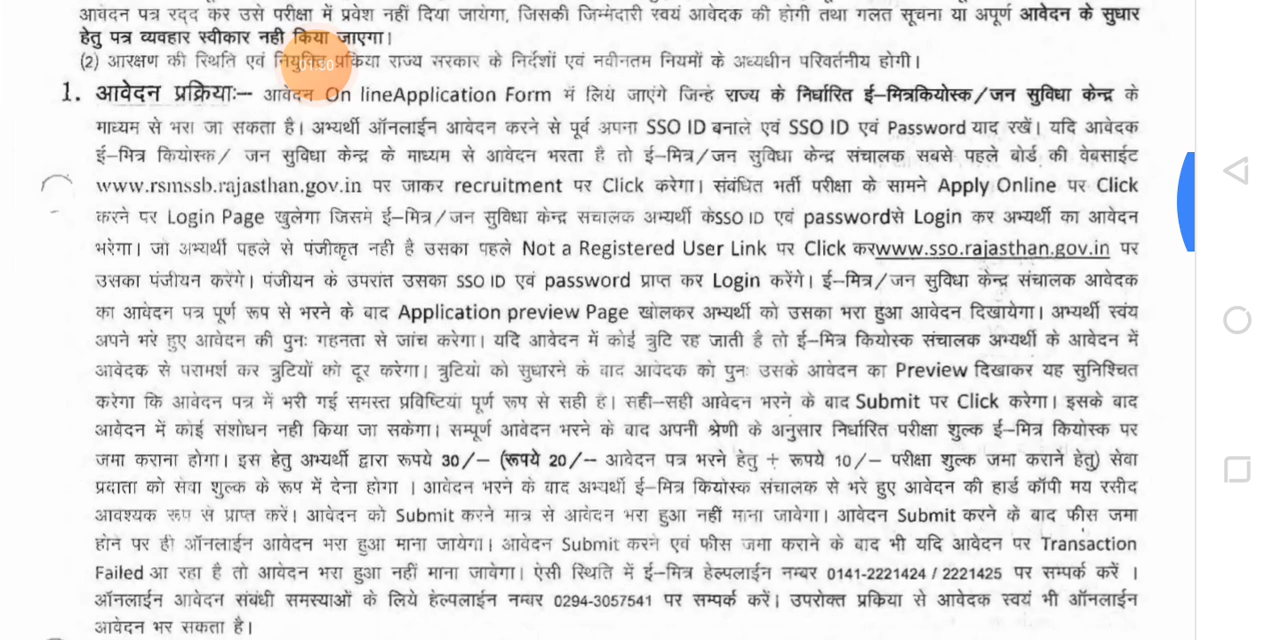 आवेदन पत्र रद्द कर उसे परीक्षा में प्रवेश नहीं दिया जायेगा, जिसकी जिम्मेदारी स्वयं आवेदक की होगी तथा गलत सूचना या अपूर्ण आवेदन के सुधार
हेतु पत्र व्यवहार स्वीकार नही किया जाएगा।
(2) आरक्षण की स्थिति एवं नियुक्ति प्रकिया राज्य सरकार के निर्देशों एवं नवीनतम नियमों के अध्यधीन परिवर्तनीय होगी।
1. आवेदन प्रक्रियाः– आवेदन On lineApplication Form में लिये जाएंगे जिन्हे राज्य के निर्धारित ई–मित्रकियोस्क/जन सुविधा केन्द्र के
माध्यम से भरा जा सकता है। अभ्यर्थी ऑनलाईन आवेदन करने से पूर्व अपना SSO ID बनाले एवं SSO ID एवं Password याद रखें। यदि आवेदक
ई–मित्र कियोस्क/ जन सुविधा केन्द्र के माध्यम से आवेदन भरता है तो ई–मित्र/जन सुविधा केन्द्र संचालक सबसे पहले बोर्ड की वेबसाईट
www.rsmssb.rajasthan.gov.in पर जाकर recruitment पर Click करेगा। संबंधित भर्ती परीक्षा के सामने Apply Online पर Click
करने पर Login Page खुलेगा जिसमे ई–मित्र/जन सुविधा केन्द्र संचालक अभ्यर्थी केSSO ID एवं passwordसे Login कर अभ्यर्थी का आवेदन
भरेगा। जो अभ्यर्थी पहले से पंजीकृत नही है उसका पहले Not a Registered User Link पर Click करwww.sso.rajasthan.gov.in पर
उसका पंजीयन करेंगे। पंजीयन के उपरांत उसका SSO ID एवं password प्राप्त कर Login करेंगे। ई–मित्र/जन सुविधा केन्द्र संचालक आवेदक
का आवेदन पत्र पूर्ण रूप से भरने के बाद Application preview Page खोलकर अभ्यर्थी को उसका भरा हुआ आवेदन दिखायेगा। अभ्यर्थी स्वंय
अपने भरे हुए आवेदन की पुनः गहनता से जांच करेगा। यदि आवेदन में कोई त्रुटि रह जाती है तो ई–मित्र कियोस्क संचालक अभ्यर्थी के आवेदन में
आवेदक से परामर्श कर त्रुटियों को दूर करेगा। त्रुटियों को सुधारने के बाद आवेदक को पुनः उसके आवेदन का Preview दिखाकर यह सुनिश्चित
करेगा कि आवेदन पत्र में भरी गई समस्त प्रविष्टियां पूर्ण रूप से सही है। सही–सही आवेदन भरने के बाद Submit पर Click करेगा। इसके बाद
आवेदन में कोई संशोधन नही किया जा सकेगा। सम्पूर्ण आवेदन भरने के बाद अपनी श्रेणी के अनुसार निर्धारित परीक्षा शुल्क ई–मित्र कियोस्क पर
जमा कराना होगा। इस हेतु अभ्यर्थी द्वारा रूपये 30/– (रूपये 20/– आवेदन पत्र भरने हेतु + रूपये 10/– परीक्षा शुल्क जमा कराने हेतु) सेवा
प्रदाता को सेवा शुल्क के रूप में देना होगा । आवेदन भरने के बाद अभ्यर्थी ई–मित्र कियोस्क संचालक से भरे हुए आवेदन की हार्ड कॉपी मय रसीद
आवश्यक रूप से प्राप्त करें। आवेदन को Submit करने मात्र से आवेदन भरा हुआ नहीं माना जावेगा। आवेदन Submit करने के बाद फीस जमा
होने पर ही ऑनलाईन आवेदन भरा हुआ माना जायेगा। आवेदन Submit करने एवं फीस जमा कराने के बाद भी यदि आवेदन पर Transaction
Failed आ रहा है तो आवेदन भरा हुआ नहीं माना जावेगा। ऐसी स्थिति में ई–मित्र हेल्पलाईन नम्बर 0141-2221424 / 2221425 पर सम्पर्क करें ।
ऑनलाईन आवेदन संबंधी समस्याओं के लिये हेल्पलाईन नम्बर 0294-3057541 पर सम्पर्क करें। उपरोक्त प्रकिया से आवेदक स्वयं भी ऑनलाईन
आवेदन भर सकता है।